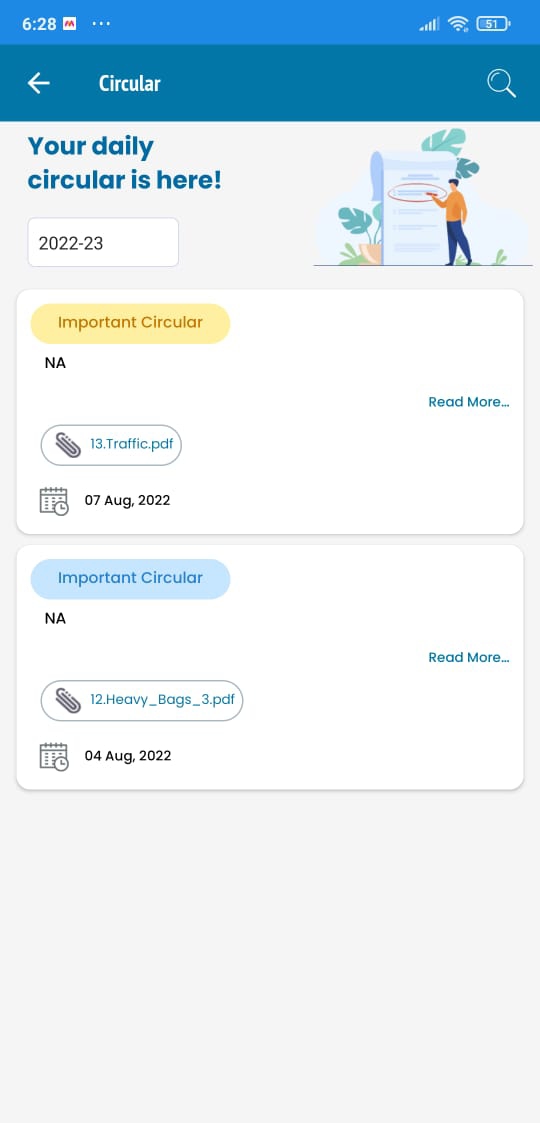 6:28
51
Circular
Your daily
circular is here!
2022-23
Important Circular
NA
Read More...
13.Traffic.pdf
07 Aug, 2022
Important Circular
NA
Read More...
12.Heavy_Bags_3.pdf
04 Aug, 2022